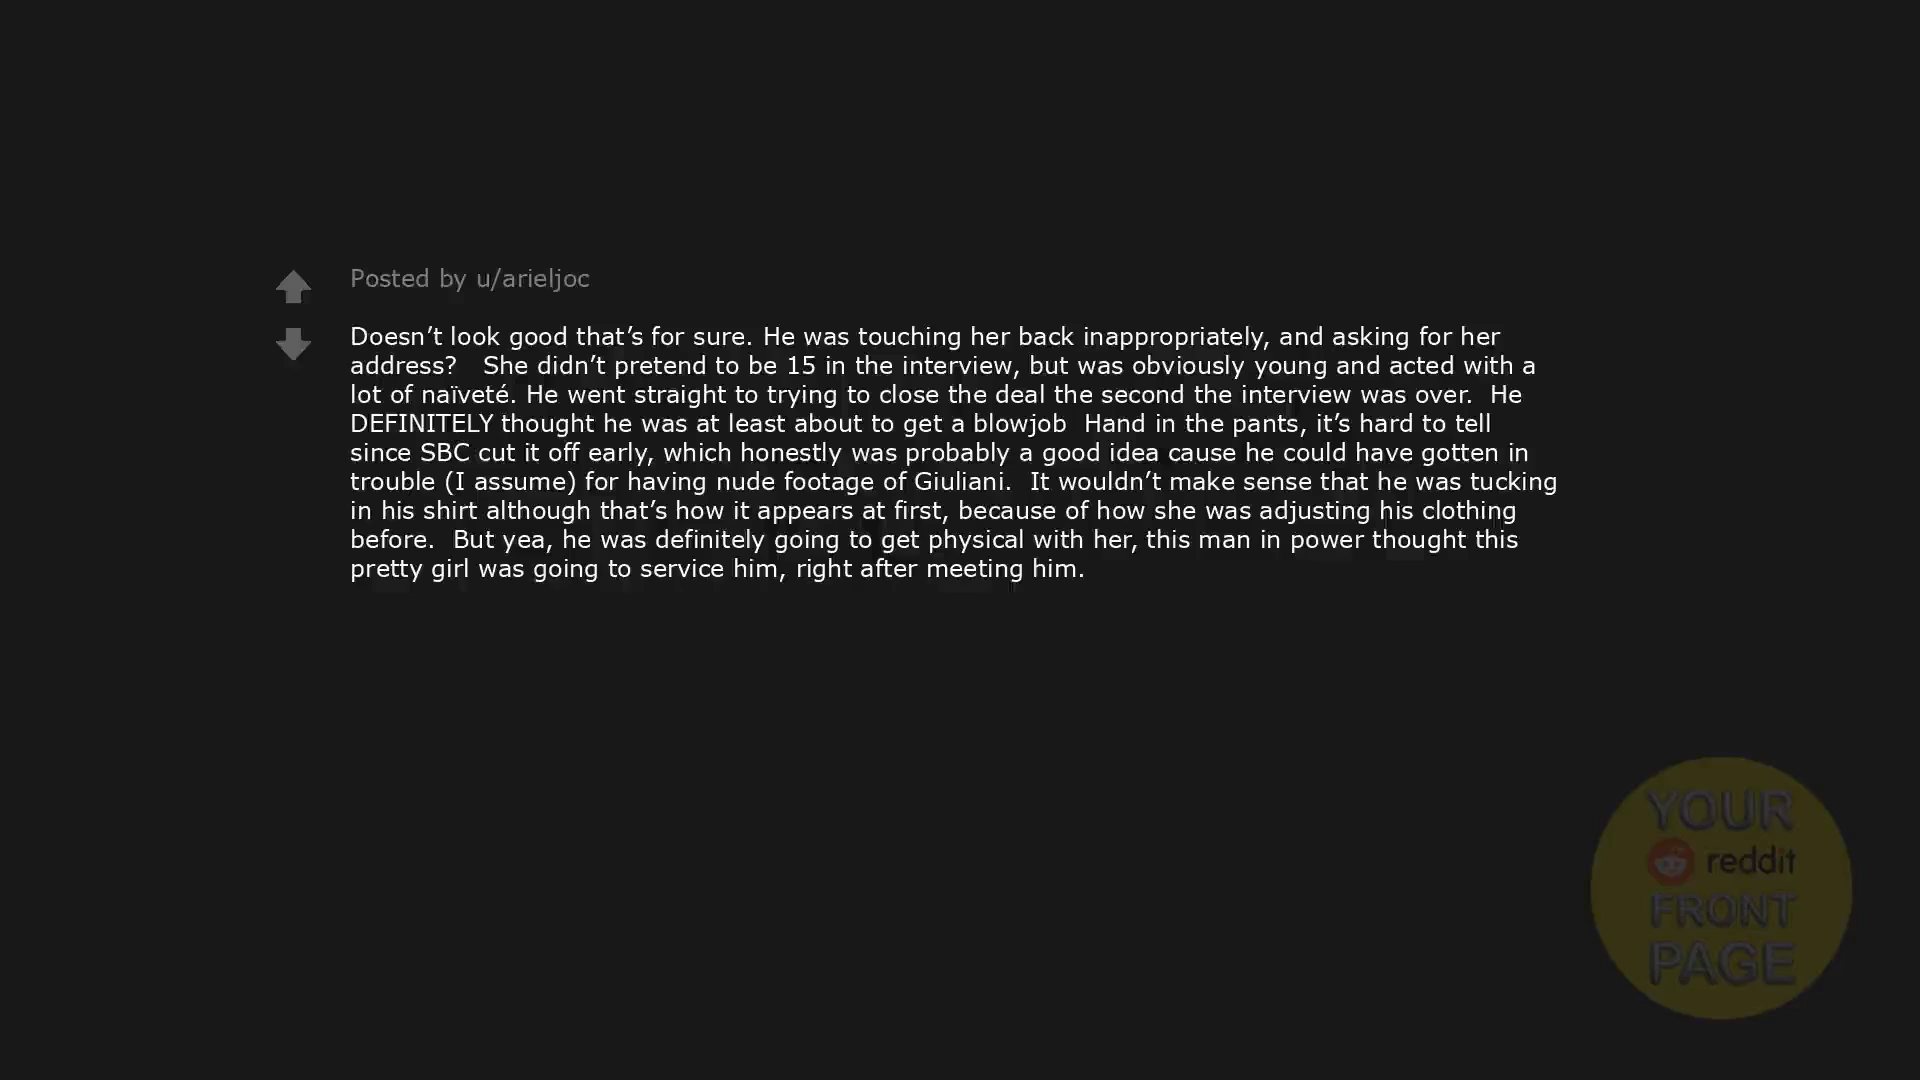 Posted by u/arieljoc
Doesn’t look good that’s for sure. He was touching her back inappropriately, and asking for her
address?   She didn’t pretend to be 15 in the interview, but was obviously young and acted with a
lot of naïveté. He went straight to trying to close the deal the second the interview was over.  He
DEFINITELY thought he was at least about to get a blowjob  Hand in the pants, it’s hard to tell
since SBC cut it off early, which honestly was probably a good idea cause he could have gotten in
trouble (I assume) for having nude footage of Giuliani.  It wouldn’t make sense that he was tucking
in his shirt although that’s how it appears at first, because of how she was adjusting his clothing
before.  But yea, he was definitely going to get physical with her, this man in power thought this
pretty girl was going to service him, right after meeting him.
YOUR
reddit
FRONT
PAGE